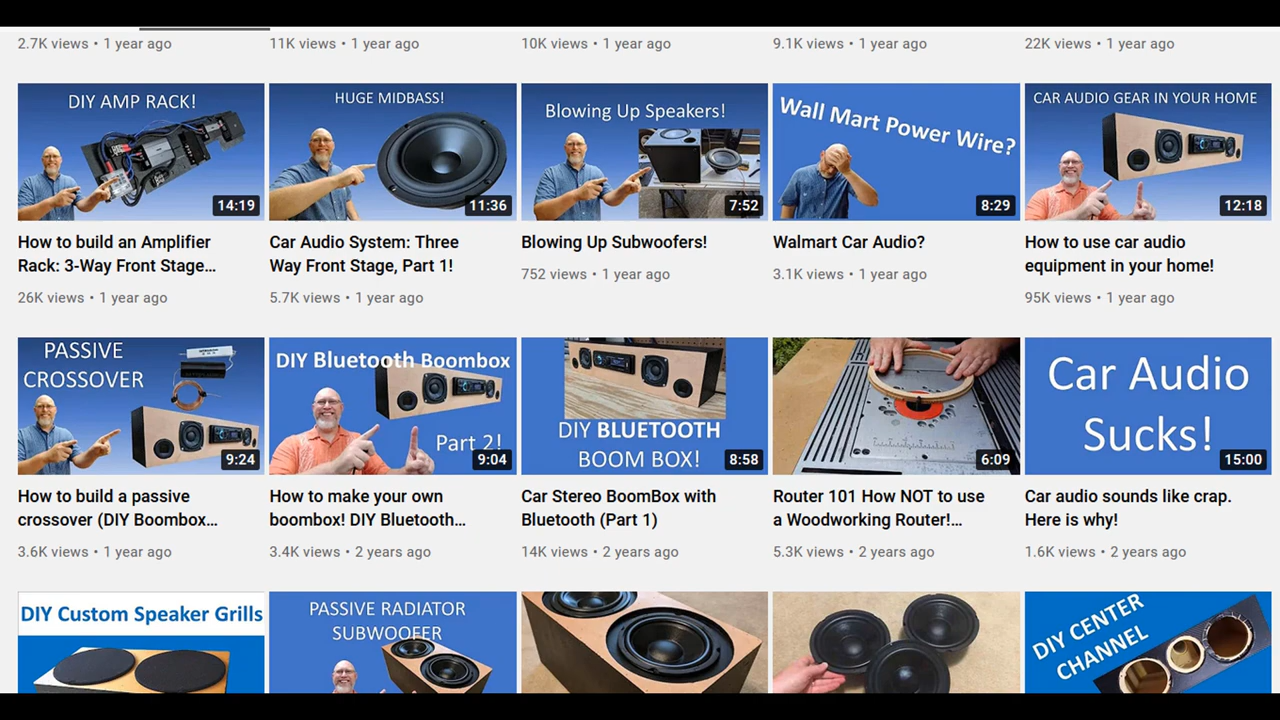 2.7K views • 1 year ago
11K views • 1 year ago
10K views • 1 year ago
9.1K views • 1 year ago
22K views • 1 year ago
DIY AMP RACK!
14:19
How to build an Amplifier
Rack: 3-Way Front Stage...
26K views • 1 year ago
HUGE MIDBASS!
11:36
Car Audio System: Three
Way Front Stage, Part 1!
5.7K views • 1 year ago
Blowing Up Speakers!
7:52
Blowing Up Subwoofers!
752 views • 1 year ago
Wall Mart Power Wire?
8:29
Walmart Car Audio?
3.1K views • 1 year ago
CAR AUDIO GEAR IN YOUR HOME
12:18
How to use car audio
equipment in your home!
95K views • 1 year ago
PASSIVE
CROSSOVER
9:24
How to build a passive
crossover (DIY Boombox...
3.6K views • 1 year ago
DIY Bluetooth Boombox
Part 2!
9:04
How to make your own
boombox! DIY Bluetooth...
3.4K views • 2 years ago
DIY BLUETOOTH
BOOM BOX!
8:58
Car Stereo BoomBox with
Bluetooth (Part 1)
14K views • 2 years ago
6:09
Router 101 How NOT to use
a Woodworking Router!...
5.3K views • 2 years ago
Car Audio
Sucks!
15:00
Car audio sounds like crap.
Here is why!
1.6K views • 2 years ago
DIY Custom Speaker Grills
PASSIVE RADIATOR
SUBWOOFER
DIY CENTER
CHANNEL